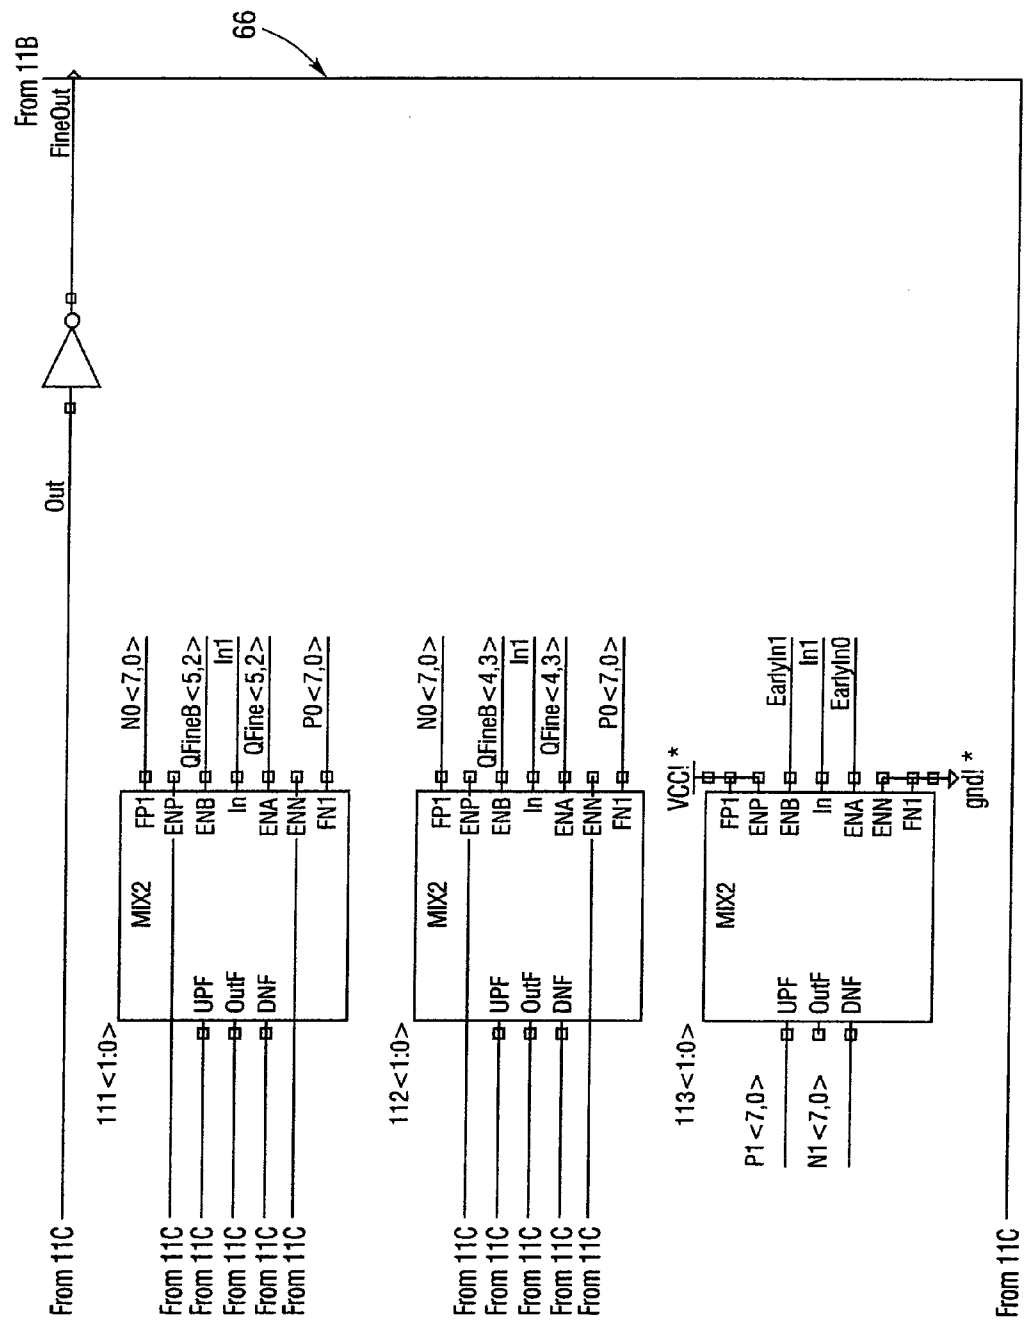 From 11B
66
From 11C
Out
FineOut
111<1:0>
MIX2
FP1
N0<7,0>
From 11C
ENP
From 11C
UPF
ENB
QFineB<5,2>
From 11C
OutF
In
In1
From 11C
DNF
ENA
QFine<5,2>
From 11C
ENN
FN1
P0<7,0>
112<1:0>
MIX2
FP1
N0<7,0>
From 11C
ENP
From 11C
UPF
ENB
QFineB<4,3>
From 11C
OutF
In
In1
From 11C
DNF
ENA
QFine<4,3>
From 11C
ENN
FN1
P0<7,0>
113<1:0>
MIX2
VCC! *
FP1
ENP
P1<7,0>
UPF
ENB
EarlyIn1
OutF
In
In1
N1<7,0>
DNF
ENA
EarlyIn0
ENN
FN1
gnd! *
From 11C